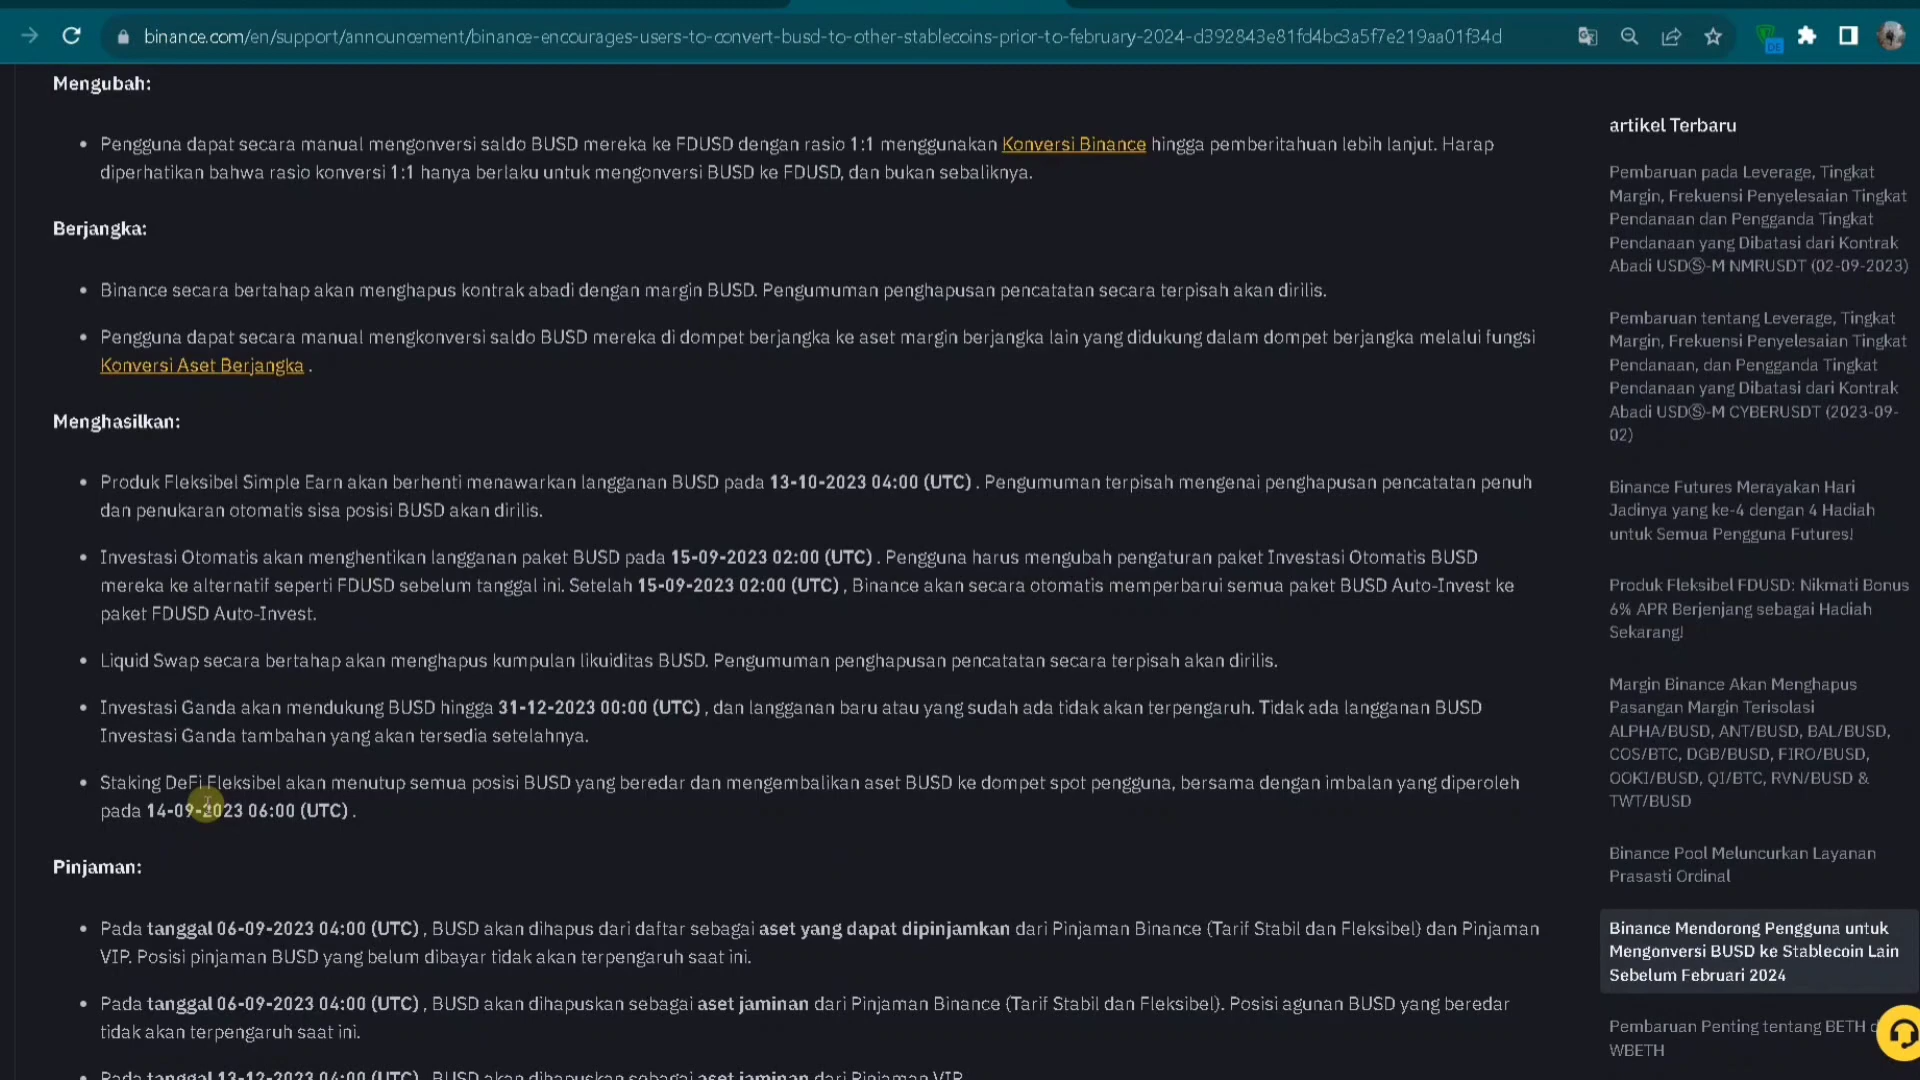 binance.com/en/support/announcement/binance-encourages-users-to-convert-busd-to-other-stablecoins-prior-to-february-2024-d392843e81fd4bc3a5f7e219aa01f34d
DE
Mengubah:
• Pengguna dapat secara manual mengonversi saldo BUSD mereka ke FDUSD dengan rasio 1:1 menggunakan Konversi Binance hingga pemberitahuan lebih lanjut. Harap
diperhatikan bahwa rasio konversi 1:1 hanya berlaku untuk mengonversi BUSD ke FDUSD, dan bukan sebaliknya.
Berjangka:
• Binance secara bertahap akan menghapus kontrak abadi dengan margin BUSD. Pengumuman penghapusan pencatatan secara terpisah akan dirilis.
• Pengguna dapat secara manual mengkonversi saldo BUSD mereka di dompet berjangka ke aset margin berjangka lain yang didukung dalam dompet berjangka melalui fungsi
Konversi Aset Berjangka .
Menghasilkan:
• Produk Fleksibel Simple Earn akan berhenti menawarkan langganan BUSD pada 13-10-2023 04:00 (UTC) . Pengumuman terpisah mengenai penghapusan pencatatan penuh
dan penukaran otomatis sisa posisi BUSD akan dirilis.
• Investasi Otomatis akan menghentikan langganan paket BUSD pada 15-09-2023 02:00 (UTC) . Pengguna harus mengubah pengaturan paket Investasi Otomatis BUSD
mereka ke alternatif seperti FDUSD sebelum tanggal ini. Setelah 15-09-2023 02:00 (UTC) , Binance akan secara otomatis memperbarui semua paket BUSD Auto-Invest ke
paket FDUSD Auto-Invest.
• Liquid Swap secara bertahap akan menghapus kumpulan likuiditas BUSD. Pengumuman penghapusan pencatatan secara terpisah akan dirilis.
• Investasi Ganda akan mendukung BUSD hingga 31-12-2023 00:00 (UTC) , dan langganan baru atau yang sudah ada tidak akan terpengaruh. Tidak ada langganan BUSD
Investasi Ganda tambahan yang akan tersedia setelahnya.
• Staking DeFi Fleksibel akan menutup semua posisi BUSD yang beredar dan mengembalikan aset BUSD ke dompet spot pengguna, bersama dengan imbalan yang diperoleh
pada 14-09-2023 06:00 (UTC) .
Pinjaman:
• Pada tanggal 06-09-2023 04:00 (UTC) , BUSD akan dihapus dari daftar sebagai aset yang dapat dipinjamkan dari Pinjaman Binance (Tarif Stabil dan Fleksibel) dan Pinjaman
VIP. Posisi pinjaman BUSD yang belum dibayar tidak akan terpengaruh saat ini.
• Pada tanggal 06-09-2023 04:00 (UTC) , BUSD akan dihapuskan sebagai aset jaminan dari Pinjaman Binance (Tarif Stabil dan Fleksibel). Posisi agunan BUSD yang beredar
tidak akan terpengaruh saat ini.
• Pada tanggal 13-12-2023 04:00 (UTC) , BUSD akan dihapuskan sebagai aset jaminan dari Pinjaman VIP.
artikel Terbaru
Pembaruan pada Leverage, Tingkat
Margin, Frekuensi Penyelesaian Tingkat
Pendanaan dan Pengganda Tingkat
Pendanaan yang Dibatasi dari Kontrak
Abadi USDⓈ-M NMRUSDT (02-09-2023)
Pembaruan tentang Leverage, Tingkat
Margin, Frekuensi Penyelesaian Tingkat
Pendanaan, dan Pengganda Tingkat
Pendanaan yang Dibatasi dari Kontrak
Abadi USDⓈ-M CYBERUSDT (2023-09-
02)
Binance Futures Merayakan Hari
Jadinya yang ke-4 dengan 4 Hadiah
untuk Semua Pengguna Futures!
Produk Fleksibel FDUSD: Nikmati Bonus
6% APR Berjenjang sebagai Hadiah
Sekarang!
Margin Binance Akan Menghapus
Pasangan Margin Terisolasi
ALPHA/BUSD, ANT/BUSD, BAL/BUSD,
COS/BTC, DGB/BUSD, FIRO/BUSD,
OOKI/BUSD, QI/BTC, RVN/BUSD &
TWT/BUSD
Binance Pool Meluncurkan Layanan
Prasasti Ordinal
Binance Mendorong Pengguna untuk
Mengonversi BUSD ke Stablecoin Lain
Sebelum Februari 2024
Pembaruan Penting tentang BETH
WBETH